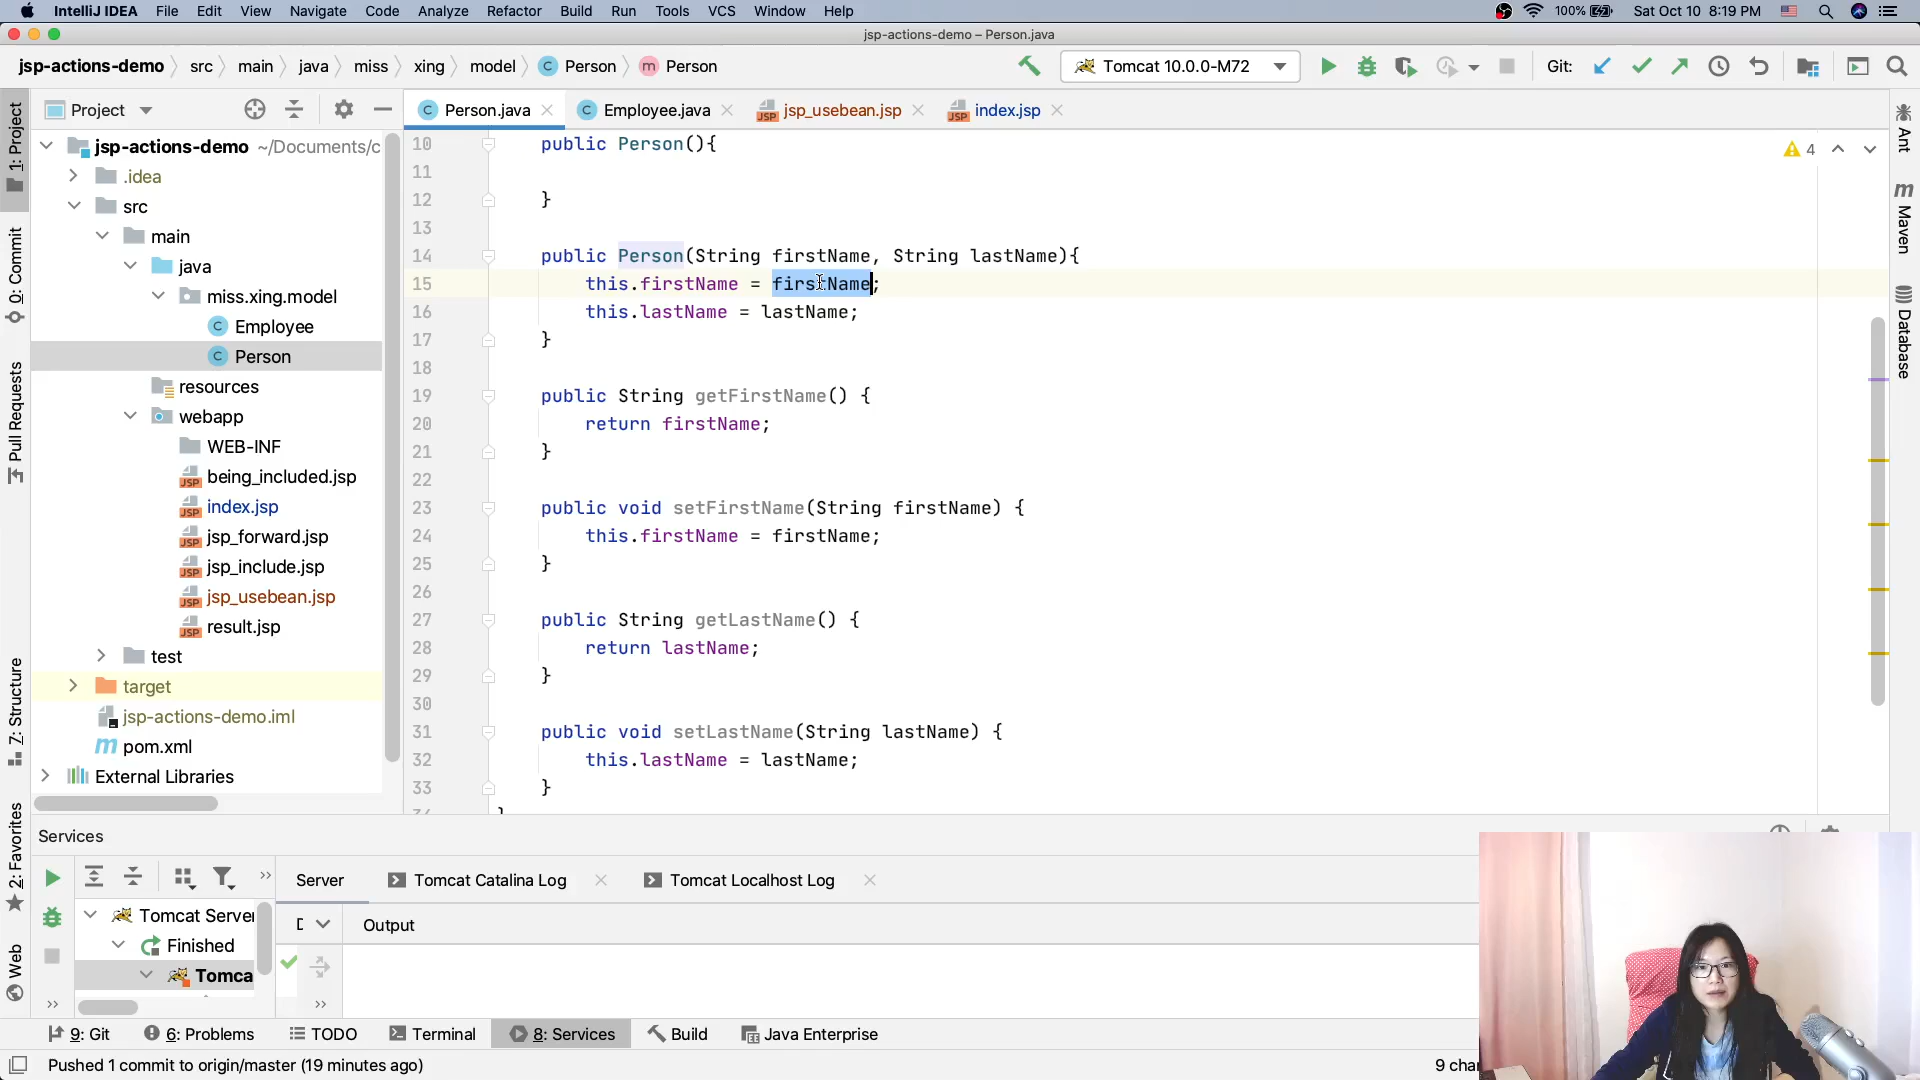 IntelliJ IDEA File Edit View Navigate Code Analyze Refactor Build Run Tools VCS Window Help 100% Sat Oct 10 8:19 PM
jsp-actions-demo – Person.java
jsp-actions-demo src main java miss xing model C Person m Person Tomcat 10.0.0-M72 Git:
Project
C Person.java C Employee.java JSP jsp_usebean.jsp JSP index.jsp
1: Project
0: Commit
Pull Requests
Z: Structure
2: Favorites
Web
jsp-actions-demo ~/Documents/c
.idea
src
main
java
miss.xing.model
C Employee
C Person
resources
webapp
WEB-INF
JSP being_included.jsp
JSP index.jsp
JSP jsp_forward.jsp
JSP jsp_include.jsp
JSP jsp_usebean.jsp
JSP result.jsp
test
target
jsp-actions-demo.iml
m pom.xml
External Libraries
10 public Person(){
11
12 }
13
14 public Person(String firstName, String lastName){
15 this.firstName = firstName;
16 this.lastName = lastName;
17 }
18
19 public String getFirstName() {
20 return firstName;
21 }
22
23 public void setFirstName(String firstName) {
24 this.firstName = firstName;
25 }
26
27 public String getLastName() {
28 return lastName;
29 }
30
31 public void setLastName(String lastName) {
32 this.lastName = lastName;
33 }
}
4
Ant
m Maven
Database
Services
Server Tomcat Catalina Log Tomcat Localhost Log
Output
Tomcat Server
Finished
Tomca
9: Git 6: Problems TODO Terminal 8: Services Build Java Enterprise
Pushed 1 commit to origin/master (19 minutes ago) 9 char